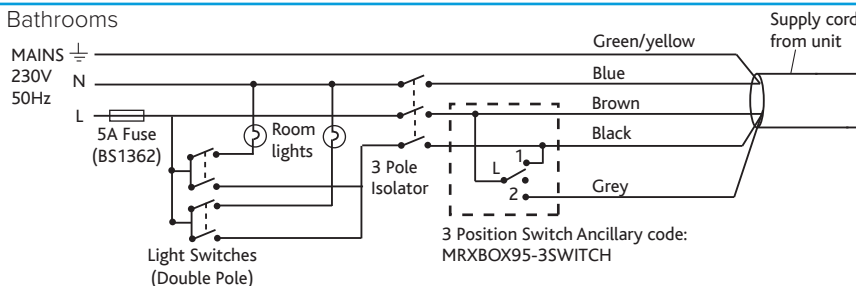 Bathrooms
MAINS
230V
50Hz
N
L
5A Fuse
(BS1362)
Room
lights
Light Switches
(Double Pole)
3 Pole
Isolator
Green/yellow
Blue
Brown
Black
Grey
L
1
2
3 Position Switch Ancillary code:
MRXBOX95-3SWITCH
Supply cord
from unit